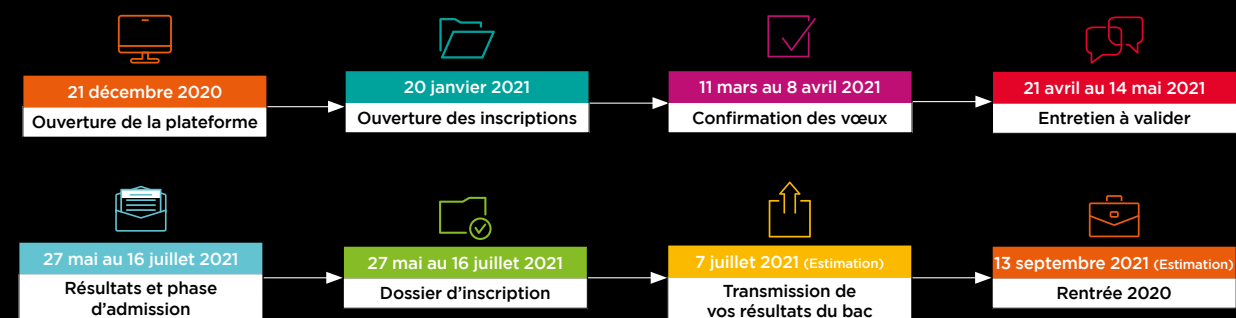 21 décembre 2020
Ouverture de la plateforme
20 janvier 2021
Ouverture des inscriptions
11 mars au 8 avril 2021
Confirmation des vœux
21 avril au 14 mai 2021
Entretien à valider
27 mai au 16 juillet 2021
Résultats et phase
d’admission
27 mai au 16 juillet 2021
Dossier d’inscription
7 juillet 2021 (Estimation)
Transmission de
vos résultats du bac
13 septembre 2021 (Estimation)
Rentrée 2020